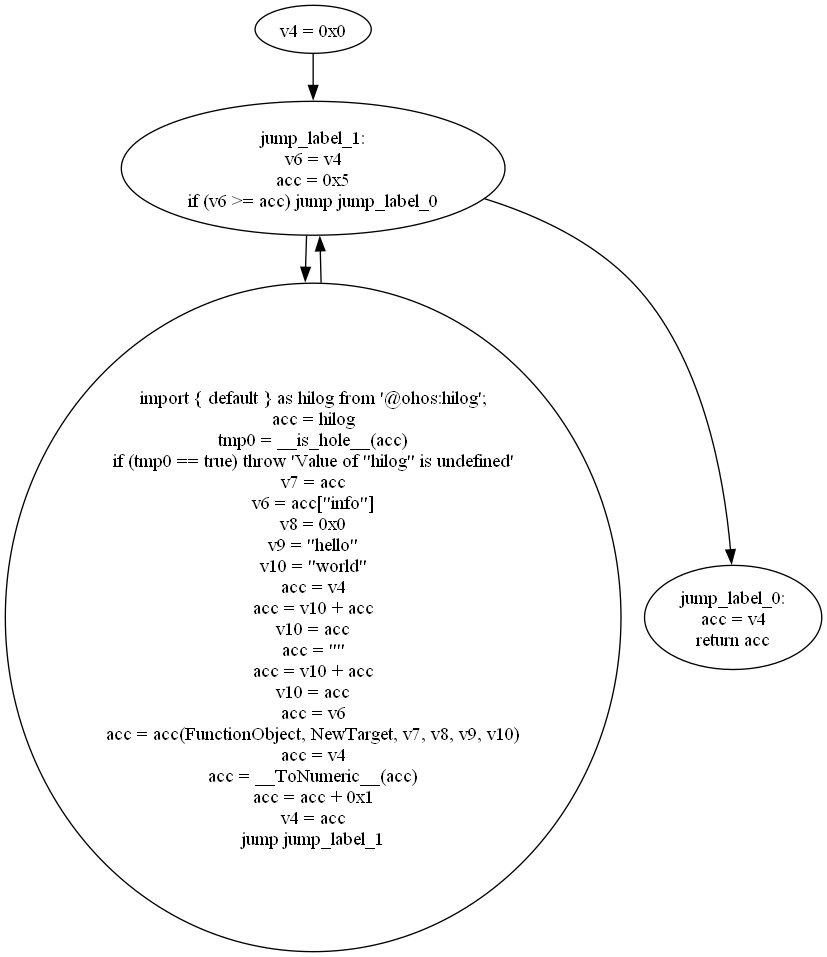 v4 = 0x0
jump_label_1:
v6 = v4
acc = 0x5
if (v6 >= acc) jump jump_label_0
import { default } as hilog from '@ohos:hilog';
acc = hilog
tmp0 = __is_hole__(acc)
if (tmp0 == true) throw 'Value of "hilog" is undefined'
v7 = acc
v6 = acc["info"]
v8 = 0x0
v9 = "hello"
v10 = "world"
acc = v4
acc = v10 + acc
v10 = acc
acc = ""
acc = v10 + acc
v10 = acc
acc = v6
acc = acc(FunctionObject, NewTarget, v7, v8, v9, v10)
acc = v4
acc = __ToNumeric__(acc)
acc = acc + 0x1
v4 = acc
jump jump_label_1
jump_label_0:
acc = v4
return acc